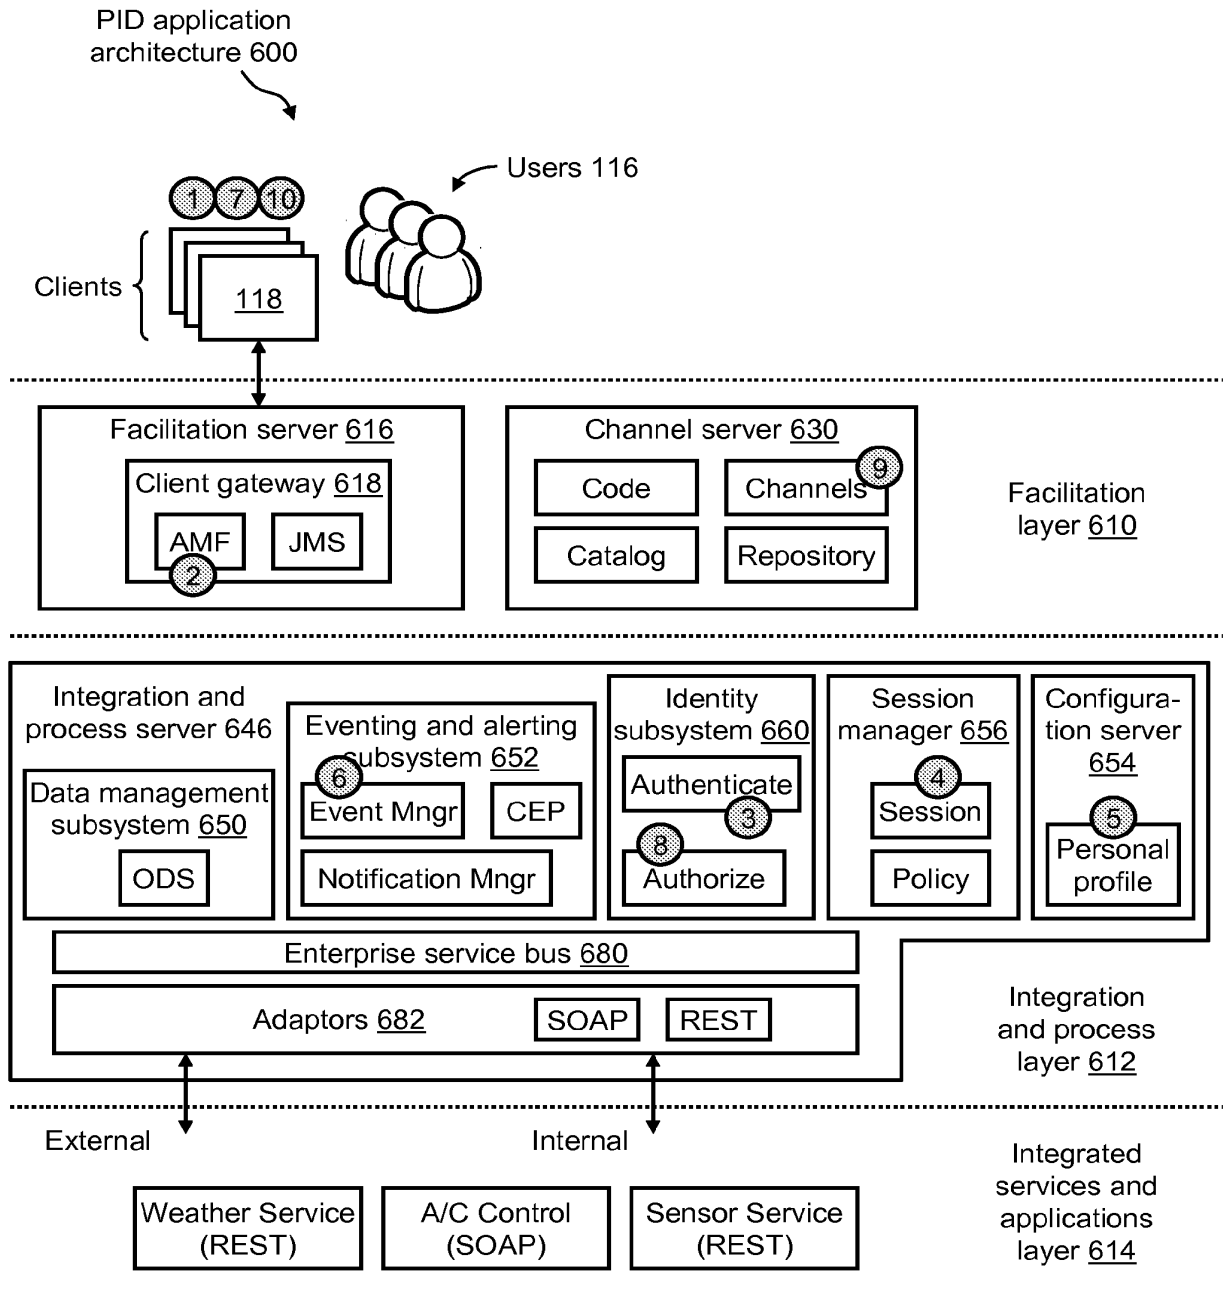 PID application
architecture 600
Users 116
1 7 10
Clients
118
Facilitation server 616
Client gateway 618
AMF
JMS
2
Channel server 630
Code
Channels
9
Catalog
Repository
Facilitation
layer 610
Integration and
process server 646
Data management
subsystem 650
ODS
Eventing and alerting
subsystem 652
6
Event Mngr
CEP
Notification Mngr
Identity
subsystem 660
Authenticate
3
8
Authorize
Session
manager 656
4
Session
Policy
Configura-
tion server
654
5
Personal
profile
Enterprise service bus 680
Adaptors 682
SOAP
REST
Integration
and process
layer 612
External
Internal
Weather Service
(REST)
A/C Control
(SOAP)
Sensor Service
(REST)
Integrated
services and
applications
layer 614